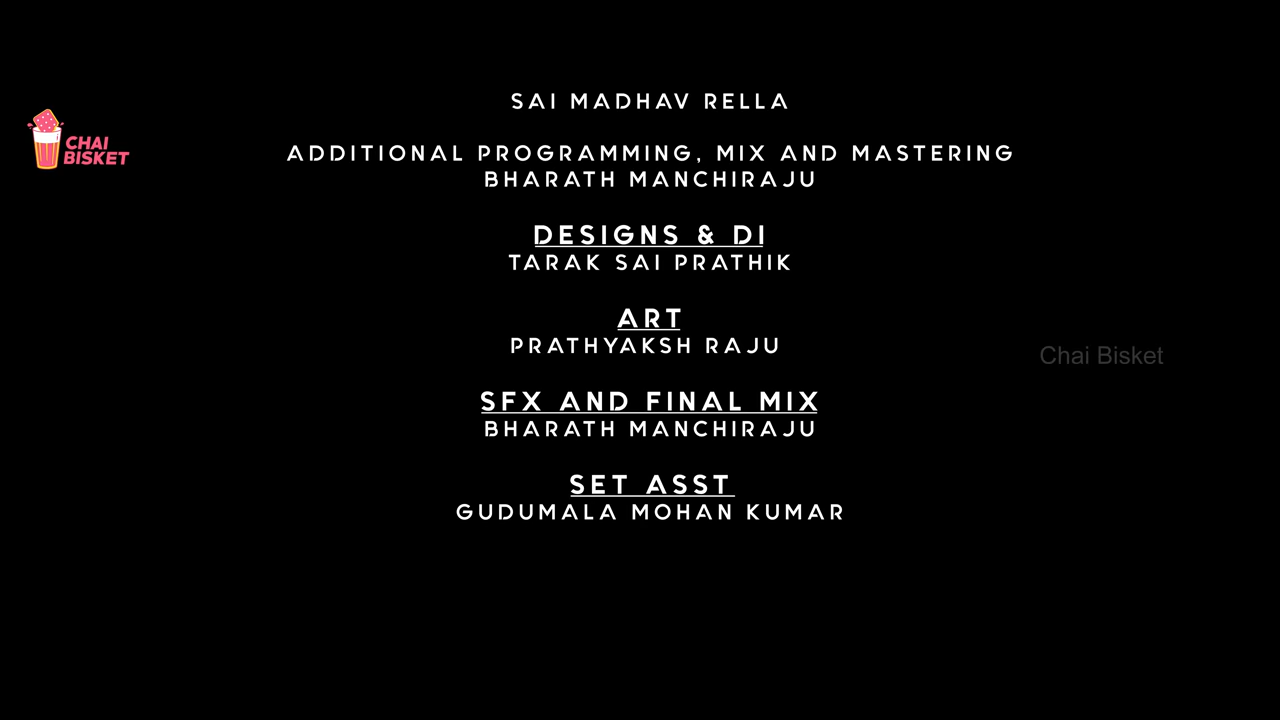 SAI MADHAV RELLA
CHAI
BISKET
ADDITIONAL PROGRAMMING, MIX AND MASTERING
BHARATH MANCHIRAJU
DESIGNS & DI
TARAK SAI PRATHIK
ART
PRATHYAKSH RAJU
Chai Bisket
SFX AND FINAL MIX
BHARATH MANCHIRAJU
SET ASST
GUDUMALA MOHAN KUMAR